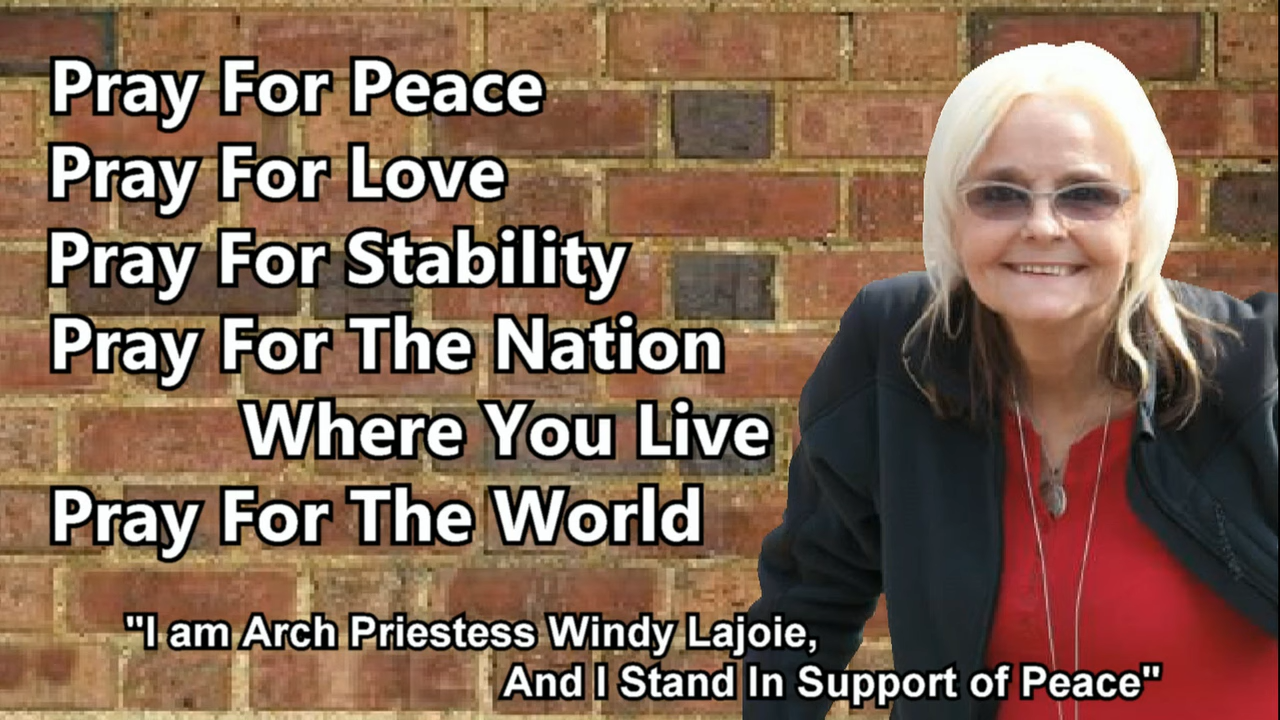 Pray For Peace
Pray For Love
Pray For Stability
Pray For The Nation
Where You Live
Pray For The World
"I am Arch Priestess Windy Lajoie,
And I Stand In Support of Peace"